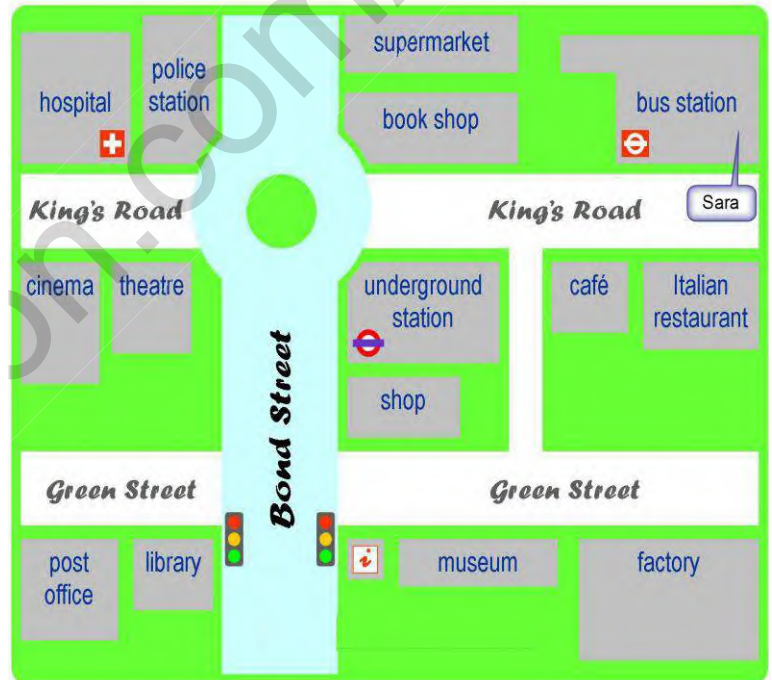 supermarket
police
station
hospital
book shop
bus station
King's Road
King's Road
Sara
cinema
theatre
underground
station
café
Italian
restaurant
shop
Bond Street
Green Street
Green Street
post
office
library
i
museum
factory